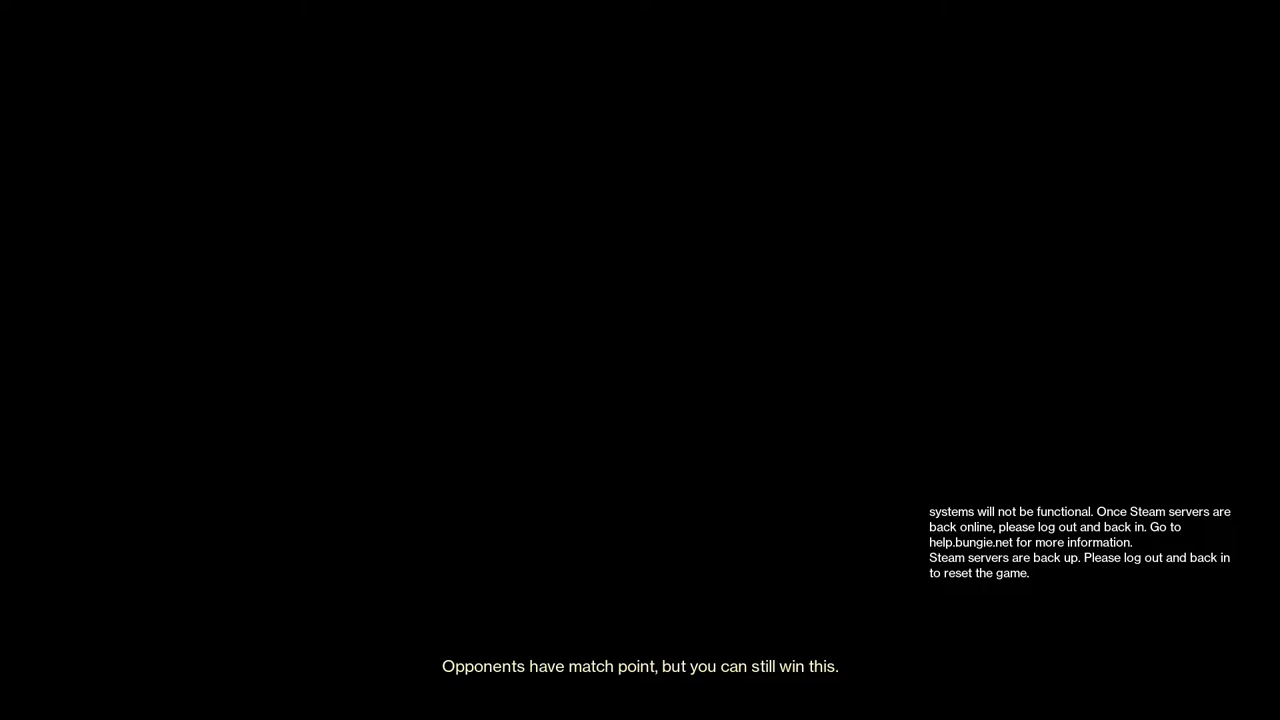 systems will not be functional. Once Steam servers are
back online, please log out and back in. Go to
help.bungie.net for more information.
Steam servers are back up. Please log out and back in
to reset the game.
Opponents have match point, but you can still win this.